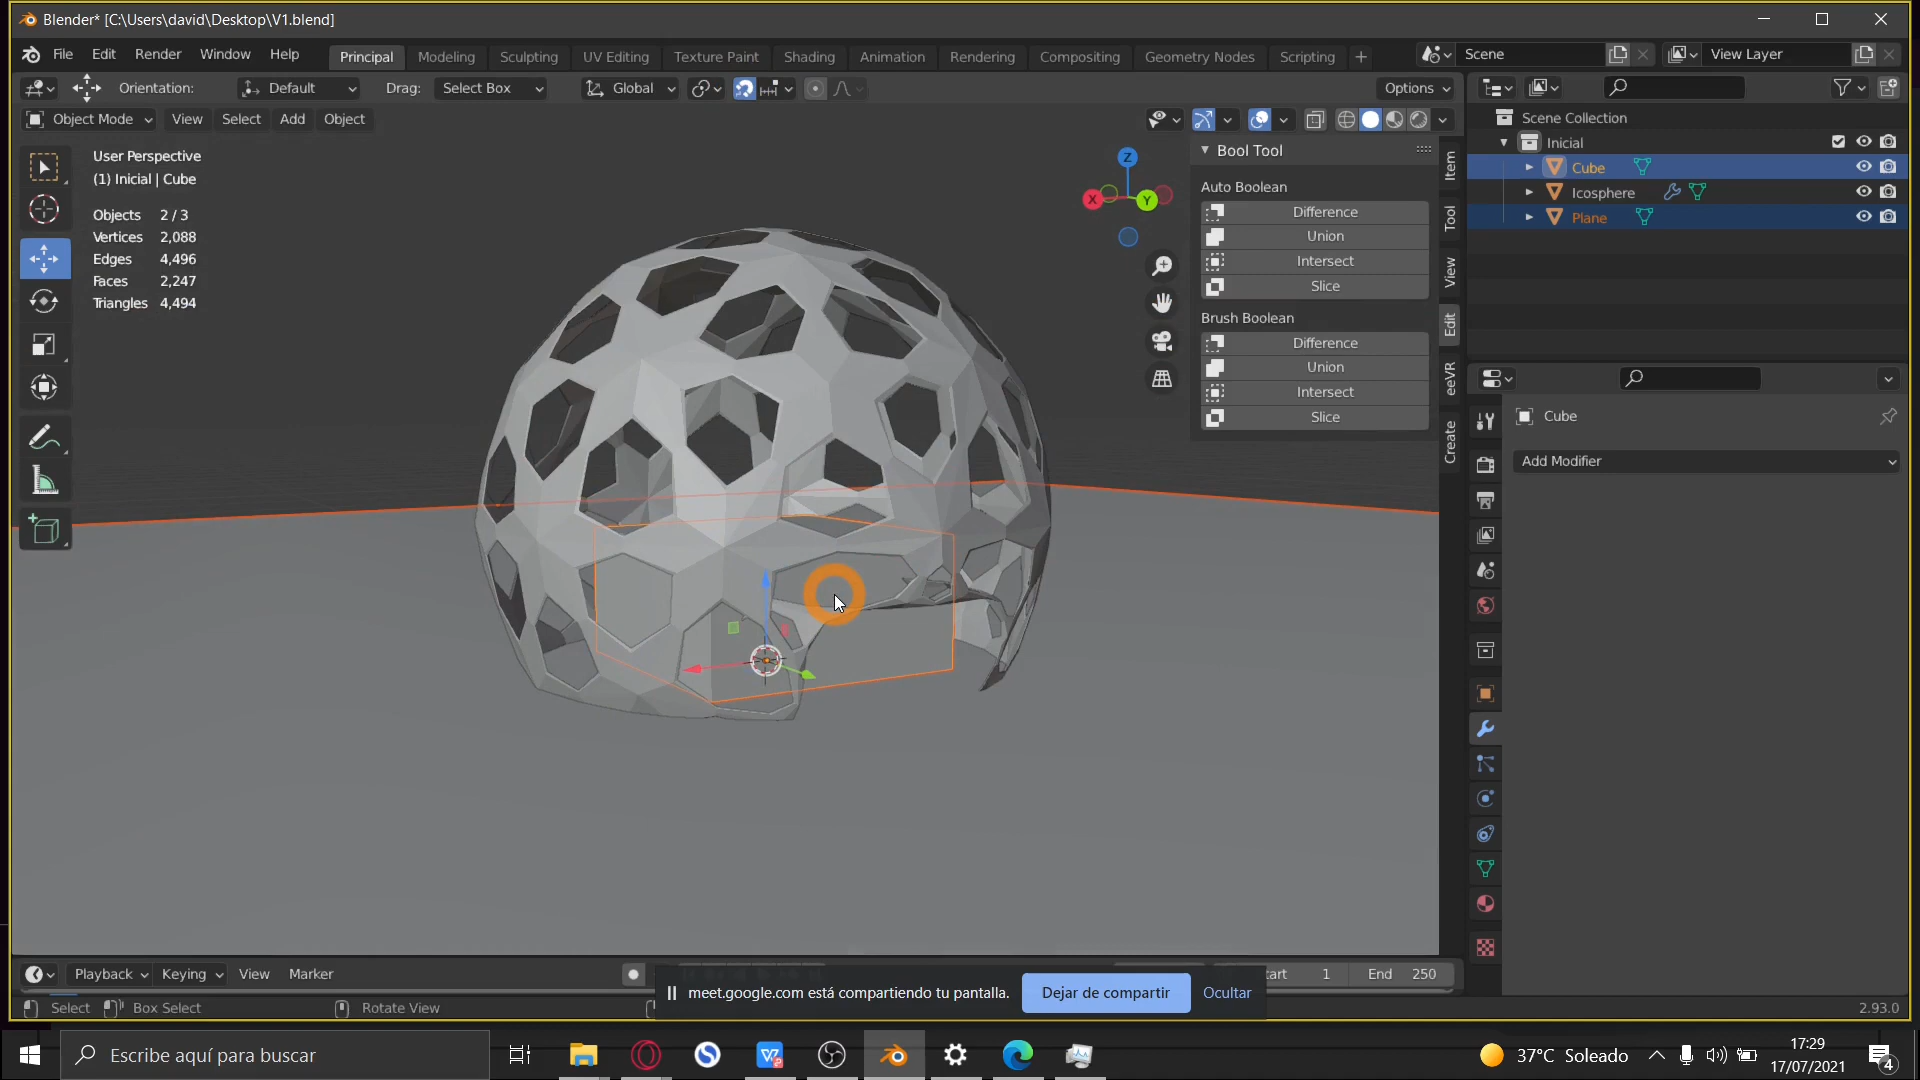 Blender* [C:\Users\david\Desktop\V1.blend]
File Edit Render Window Help Principal Modeling Sculpting UV Editing Texture Paint Shading Animation Rendering Compositing Geometry Nodes Scripting + Scene View Layer
Orientation: Default Drag: Select Box Global Options
Object Mode View Select Add Object
Scene Collection
Inicial
Cube
Icosphere
Plane
User Perspective
(1) Inicial | Cube
Objects 2 / 3
Vertices 2,088
Edges 4,496
Faces 2,247
Triangles 4,494
Z
X
Y
Bool Tool
Auto Boolean
Difference
Union
Intersect
Slice
Brush Boolean
Difference
Union
Intersect
Slice
Item
Tool
View
Edit
eeVR
Create
Cube
Add Modifier
Playback Keying View Marker
art 1 End 250
Select Box Select Rotate View
2.93.0
meet.google.com está compartiendo tu pantalla. Dejar de compartir Ocultar
Escribe aquí para buscar
37°C Soleado
17:29
17/07/2021
4